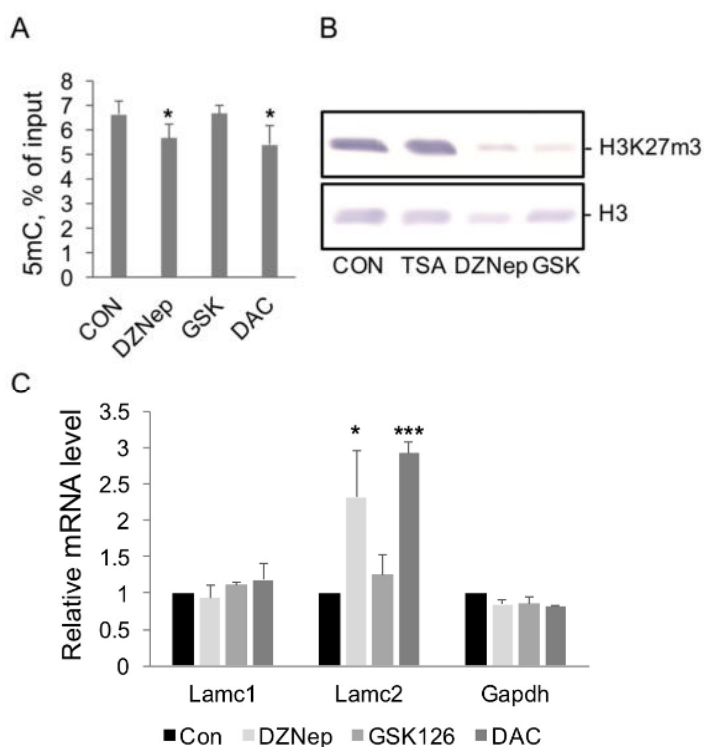 A
5mC, % of input
8
7
6
5
4
3
2
1
0
* *
CON DZNep GSK DAC
B
H3K27m3
H3
CON TSA DZNep GSK
C
Relative mRNA level
3.5
3
2.5
2
1.5
1
0.5
0
* ***
Lamc1 Lamc2 Gapdh
Con DZNep GSK126 DAC